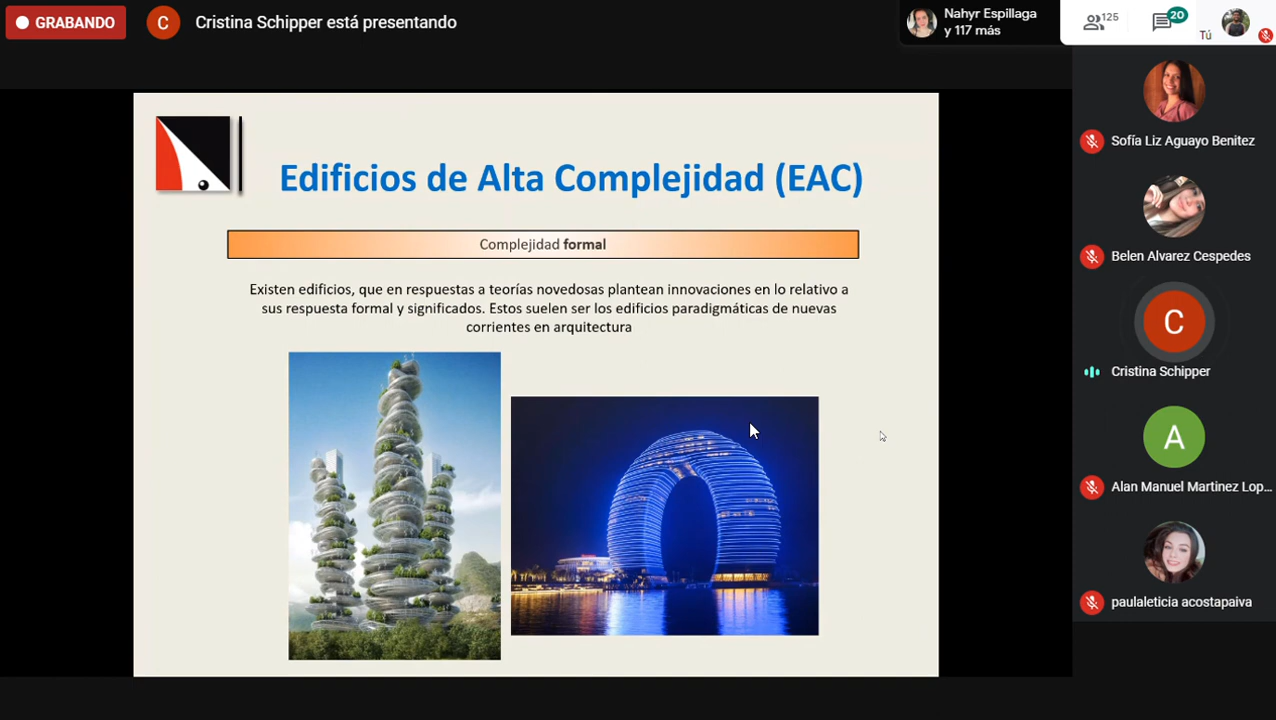 GRABANDO
C
Cristina Schipper está presentando
Nahyr Espillaga
y 117 más
125
20
Tú
Edificios de Alta Complejidad (EAC)
Complejidad formal
Existen edificios, que en respuestas a teorías novedosas plantean innovaciones en lo relativo a
sus respuesta formal y significados. Estos suelen ser los edificios paradigmáticas de nuevas
corrientes en arquitectura
Sofía Liz Aguayo Benitez
Belen Alvarez Cespedes
C
Cristina Schipper
A
Alan Manuel Martinez Lop...
paulaleticia acostapaiva